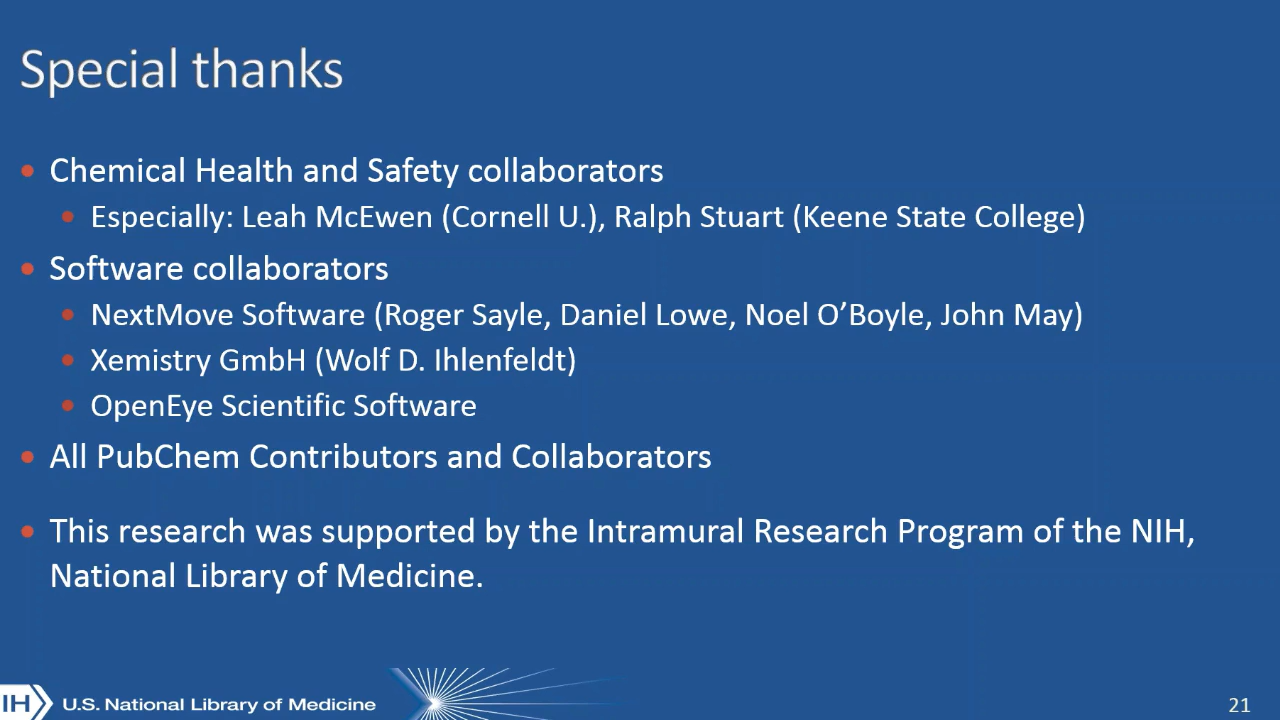 Special thanks
• Chemical Health and Safety collaborators
• Especially: Leah McEwen (Cornell U.), Ralph Stuart (Keene State College)
• Software collaborators
• NextMove Software (Roger Sayle, Daniel Lowe, Noel O’Boyle, John May)
• Xemistry GmbH (Wolf D. Ihlenfeldt)
• OpenEye Scientific Software
• All PubChem Contributors and Collaborators
• This research was supported by the Intramural Research Program of the NIH,
National Library of Medicine.
IH U.S. National Library of Medicine
21